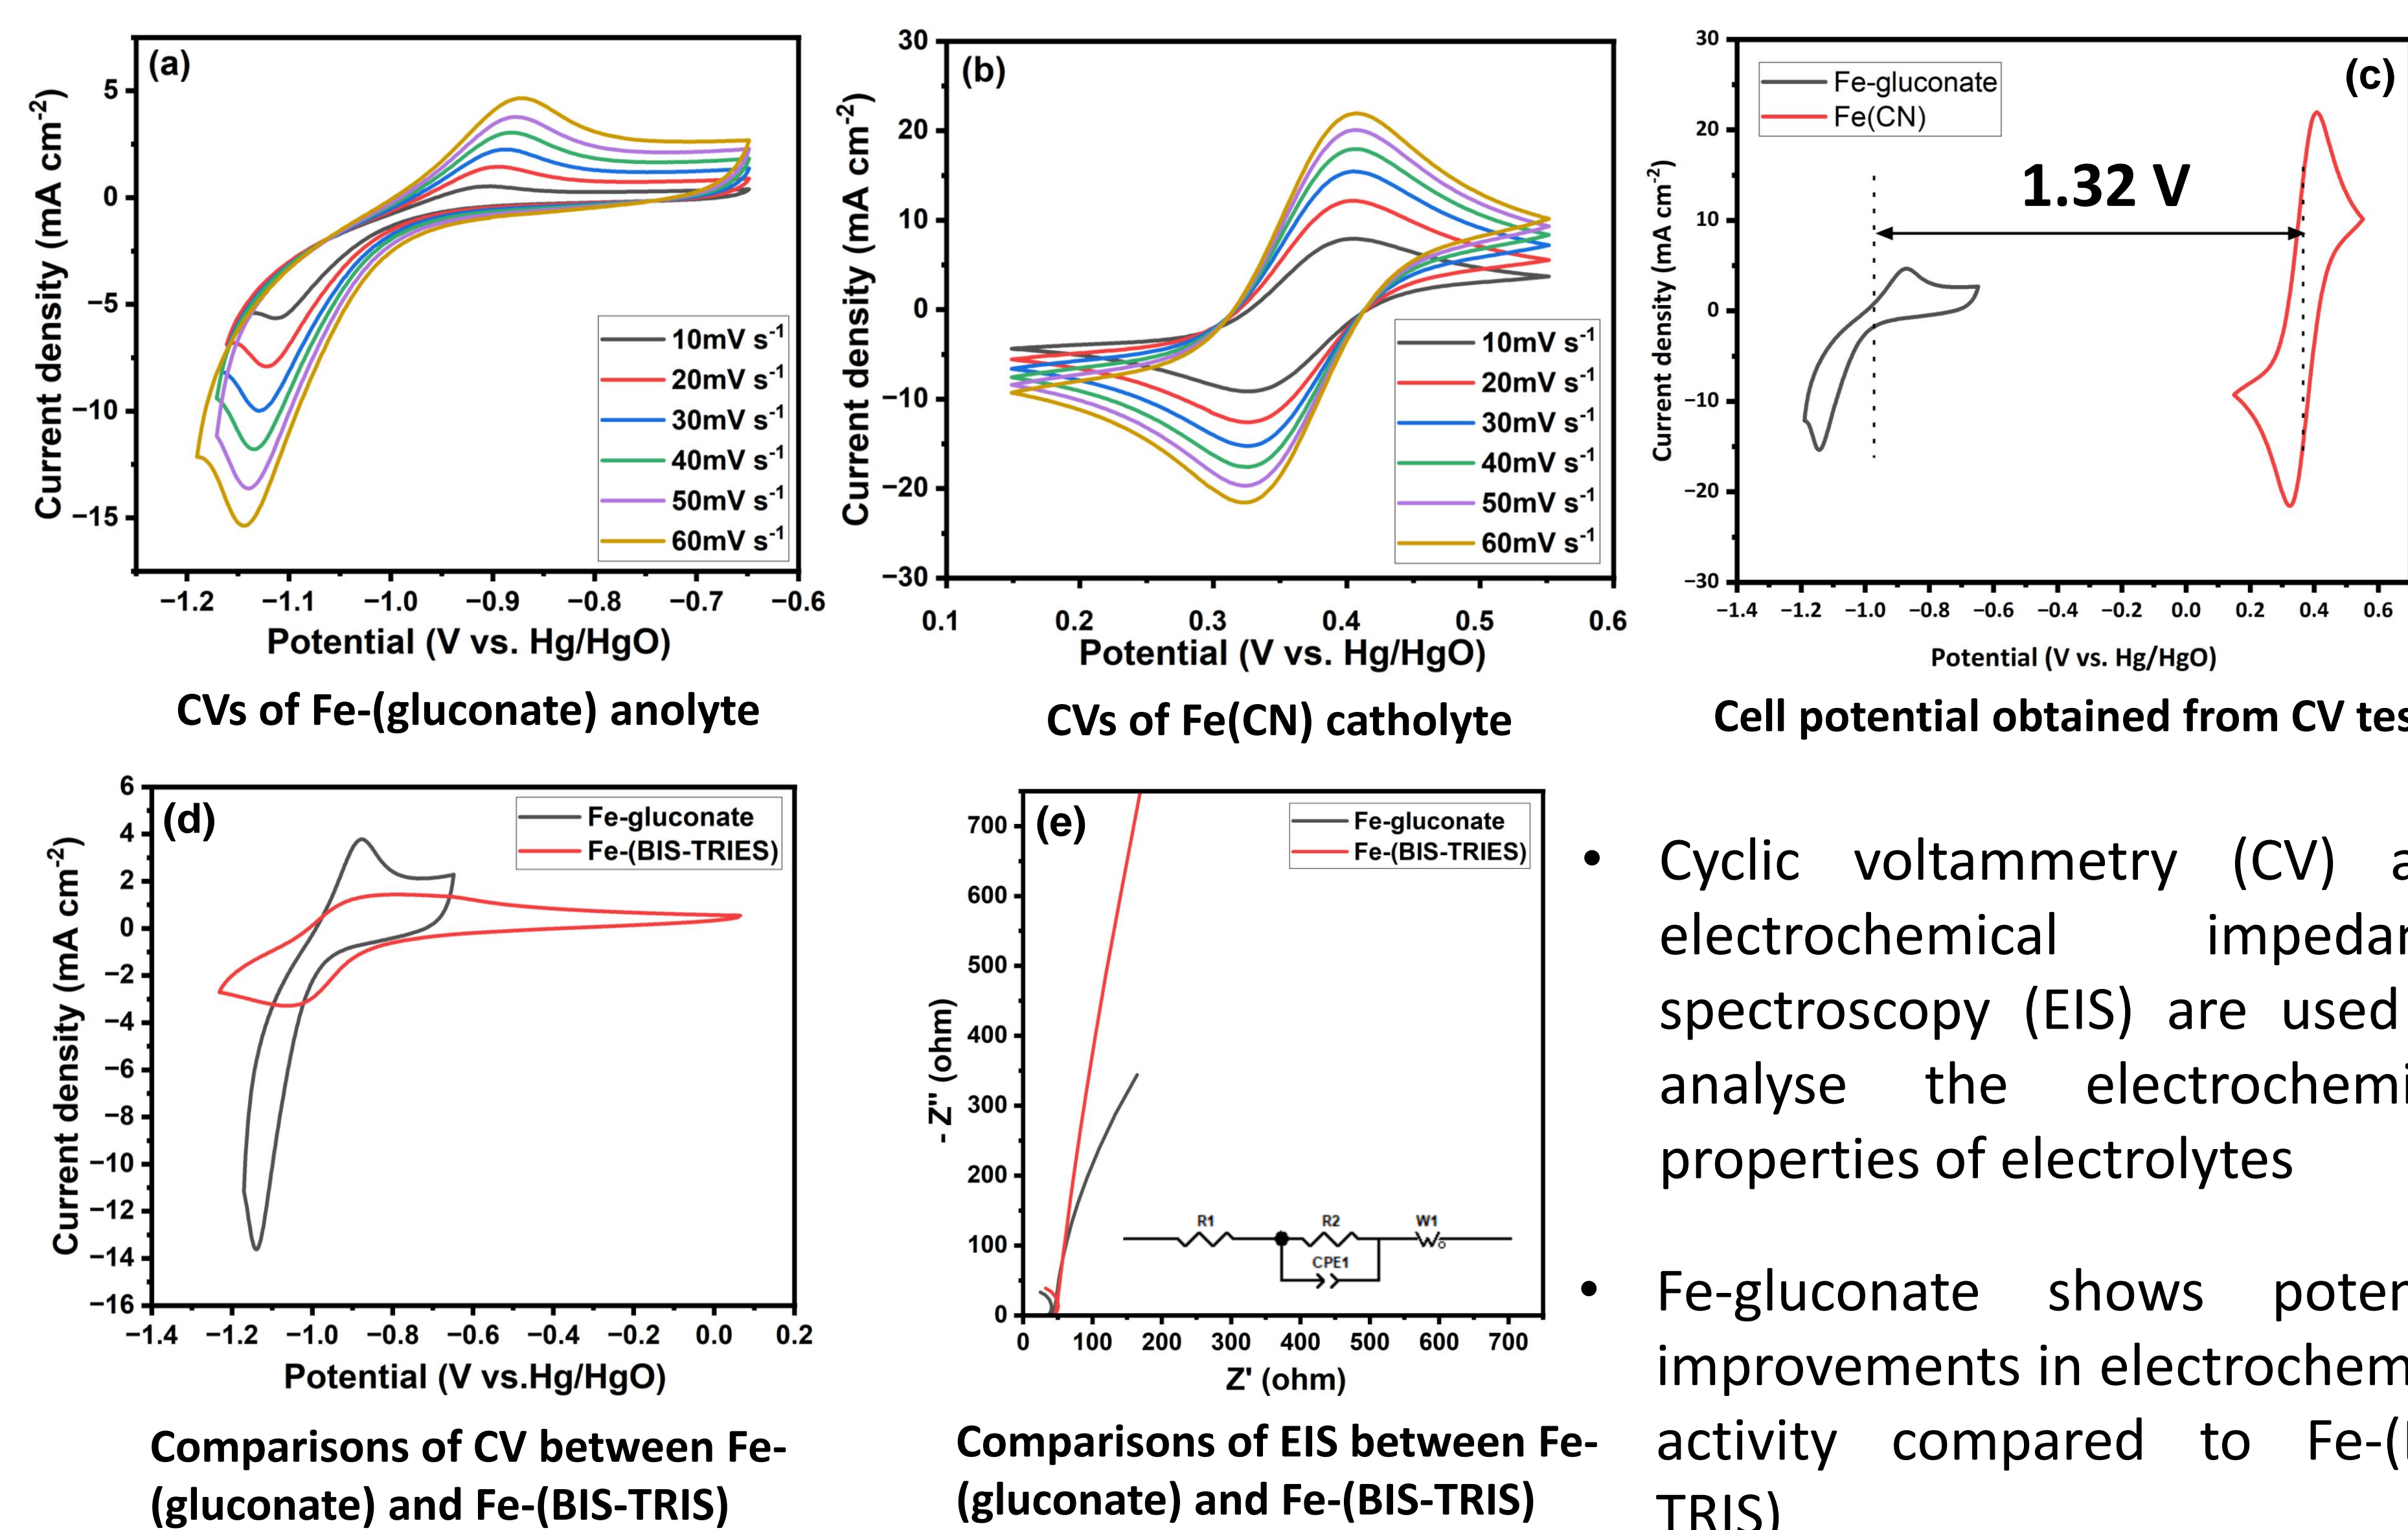 (a)
Current density (mA cm-2)
5
0
−5
−10
−15
−1.2 −1.1 −1.0 −0.9 −0.8 −0.7 −0.6
Potential (V vs. Hg/HgO)
10mV s-1
20mV s-1
30mV s-1
40mV s-1
50mV s-1
60mV s-1
CVs of Fe-(gluconate) anolyte
(b)
Current density (mA cm-2)
30
20
10
0
−10
−20
−30
0.1 0.2 0.3 0.4 0.5 0.6
Potential (V vs. Hg/HgO)
10mV s-1
20mV s-1
30mV s-1
40mV s-1
50mV s-1
60mV s-1
CVs of Fe(CN) catholyte
(c)
Fe-gluconate
Fe(CN)
1.32 V
Current density (mA cm-2)
30
20
10
0
−10
−20
−30
−1.4 −1.2 −1.0 −0.8 −0.6 −0.4 −0.2 0.0 0.2 0.4 0.6
Potential (V vs. Hg/HgO)
Cell potential obtained from CV tes
(d)
Fe-gluconate
Fe-(BIS-TRIES)
Current density (mA cm-2)
6
4
2
0
−2
−4
−6
−8
−10
−12
−14
−16
−1.4 −1.2 −1.0 −0.8 −0.6 −0.4 −0.2 0.0 0.2
Potential (V vs.Hg/HgO)
Comparisons of CV between Fe-
(gluconate) and Fe-(BIS-TRIS)
(e)
Fe-gluconate
Fe-(BIS-TRIES)
- Z'' (ohm)
700
600
500
400
300
200
100
0
R1 R2 W1
CPE1
0 100 200 300 400 500 600 700
Z' (ohm)
Comparisons of EIS between Fe-
(gluconate) and Fe-(BIS-TRIS)
• Cyclic voltammetry (CV) a
electrochemical impedan
spectroscopy (EIS) are used
analyse the electrochemi
properties of electrolytes
• Fe-gluconate shows poten
improvements in electrochem
activity compared to Fe-(
TRIS)